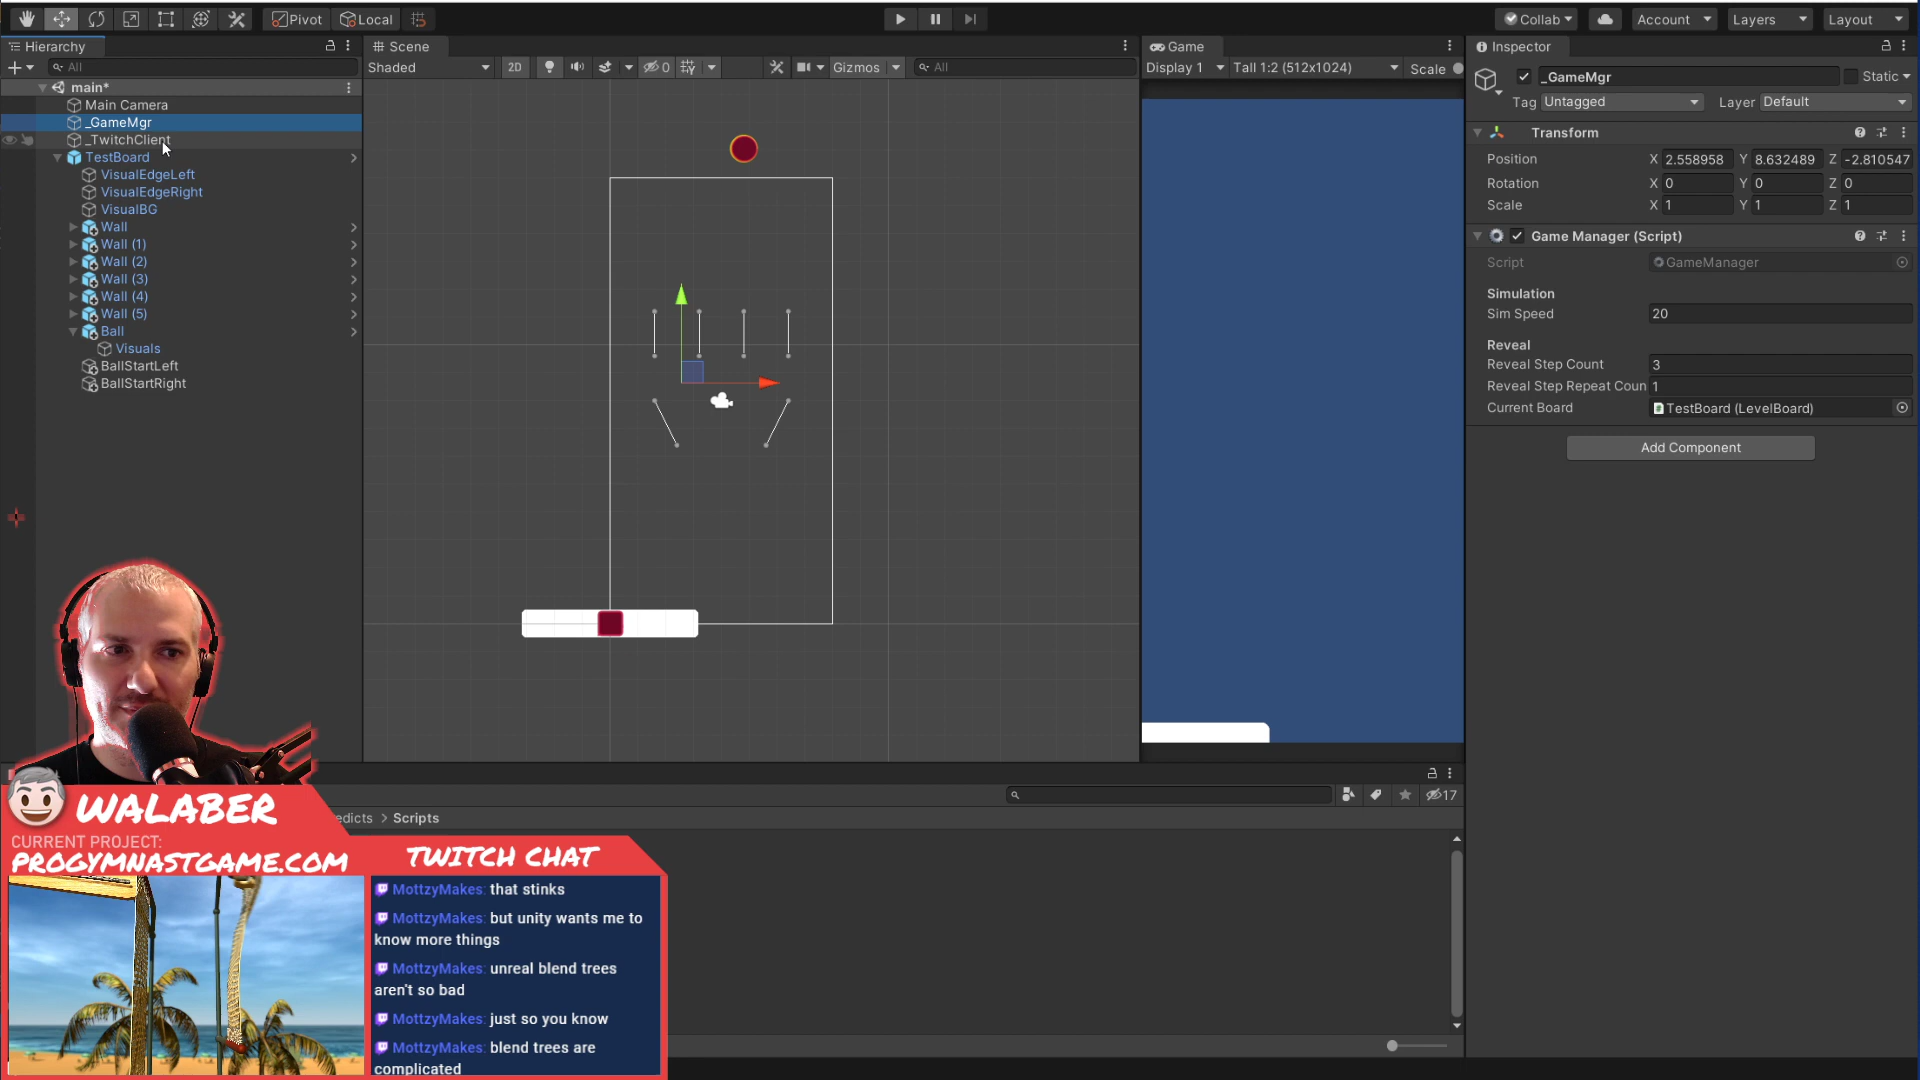 Pivot
Local
Collab
Account
Layers
Layout
Hierarchy
All
main*
Main Camera
_GameMgr
_TwitchClient
TestBoard
VisualEdgeLeft
VisualEdgeRight
VisualBG
Wall
Wall (1)
Wall (2)
Wall (3)
Wall (4)
Wall (5)
Ball
Visuals
BallStartLeft
BallStartRight
Scene
Shaded
2D
0
Gizmos
All
Game
Display 1
Tall 1:2 (512x1024)
Scale
Inspector
_GameMgr
Static
Tag Untagged
Layer Default
Transform
Position X 2.558958 Y 8.632489 Z -2.810547
Rotation X 0 Y 0 Z 0
Scale X 1 Y 1 Z 1
Game Manager (Script)
Script GameManager
Simulation
Sim Speed 20
Reveal
Reveal Step Count 3
Reveal Step Repeat Coun 1
Current Board TestBoard (LevelBoard)
Add Component
17
edicts > Scripts
WALABER
CURRENT PROJECT:
PROGYMNASTGAME.COM
TWITCH CHAT
MottzyMakes: that stinks
MottzyMakes: but unity wants me to
know more things
MottzyMakes: unreal blend trees
aren't so bad
MottzyMakes: just so you know
MottzyMakes: blend trees are
complicated